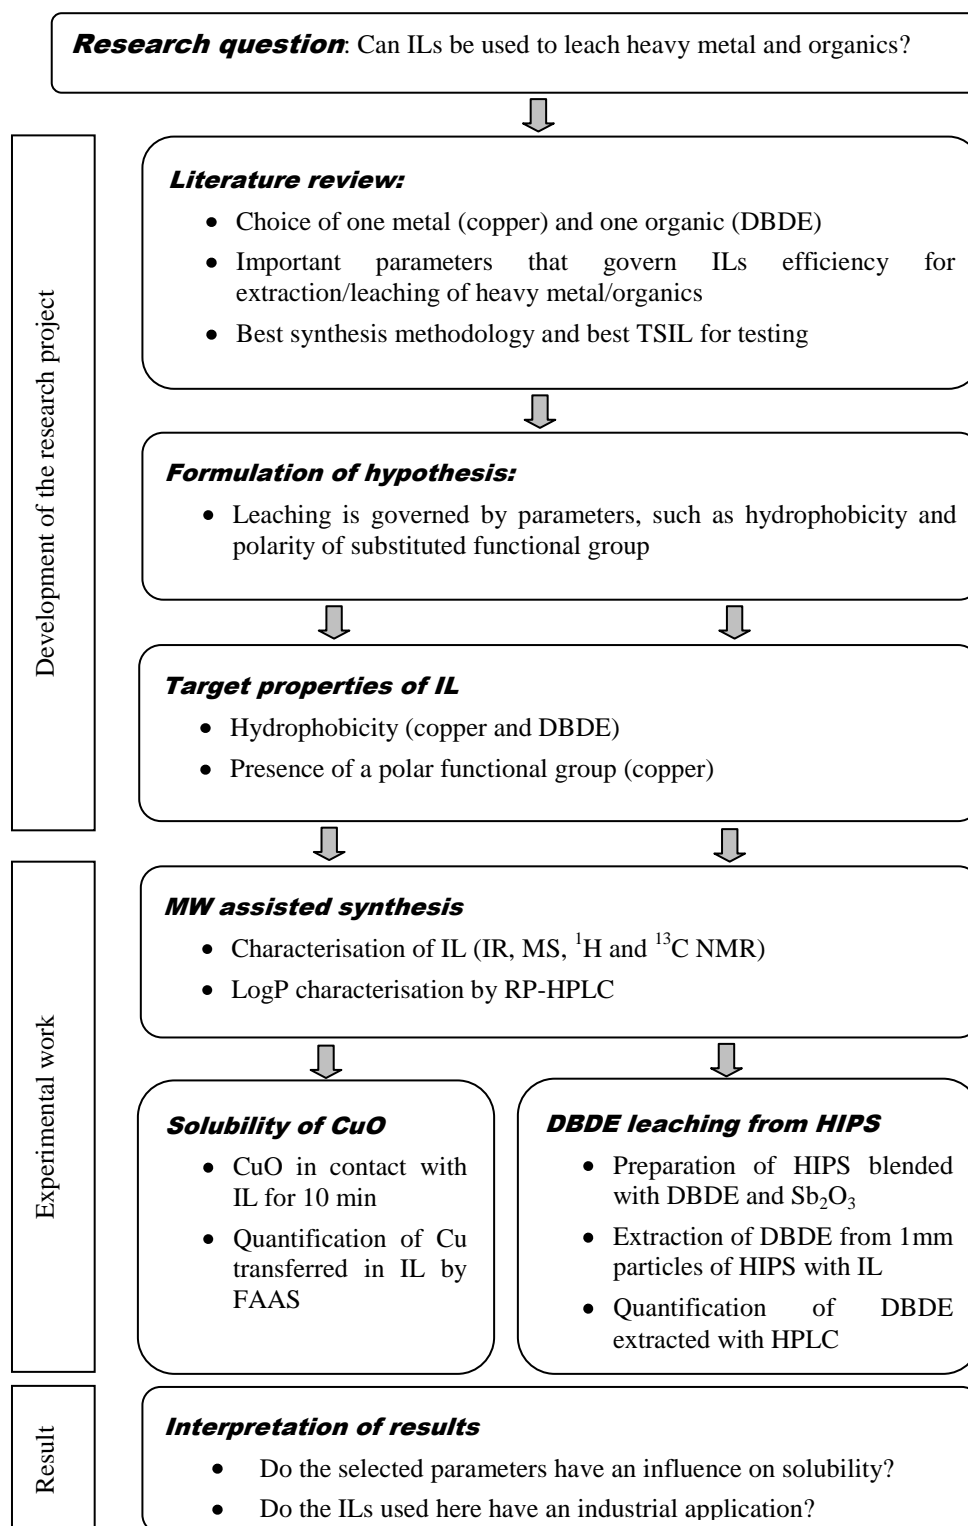 Research question: Can ILs be used to leach heavy metal and organics?
Development of the research project
Literature review:
• Choice of one metal (copper) and one organic (DBDE)
• Important parameters that govern ILs efficiency for
extraction/leaching of heavy metal/organics
• Best synthesis methodology and best TSIL for testing
Formulation of hypothesis:
• Leaching is governed by parameters, such as hydrophobicity and
polarity of substituted functional group
Target properties of IL
• Hydrophobicity (copper and DBDE)
• Presence of a polar functional group (copper)
Experimental work
MW assisted synthesis
• Characterisation of IL (IR, MS, ¹H and ¹³C NMR)
• LogP characterisation by RP-HPLC
Solubility of CuO
• CuO in contact with
IL for 10 min
• Quantification of Cu
transferred in IL by
FAAS
DBDE leaching from HIPS
• Preparation of HIPS blended
with DBDE and Sb₂O₃
• Extraction of DBDE from 1mm
particles of HIPS with IL
• Quantification of DBDE
extracted with HPLC
Result
Interpretation of results
• Do the selected parameters have an influence on solubility?
• Do the ILs used here have an industrial application?